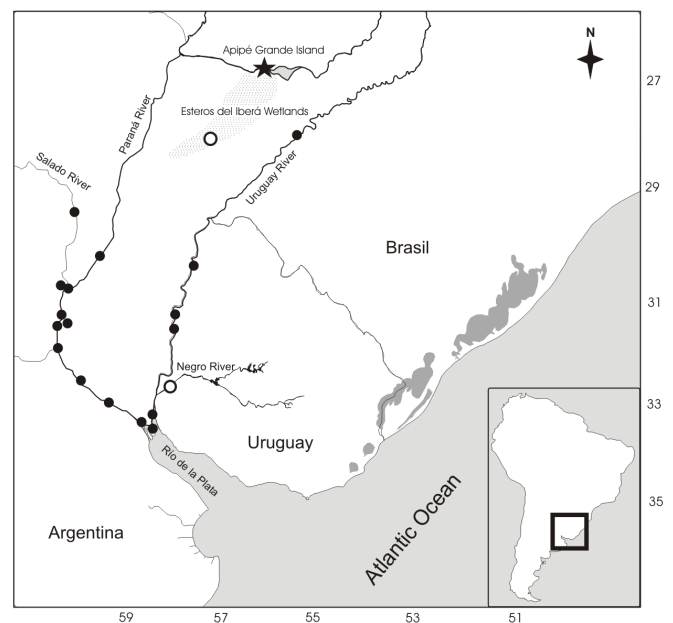 N
Apipé Grande Island
27
Esteros del Iberá Wetlands
Paraná River
Salado River
Uruguay River
29
Brasil
31
Negro River
33
Uruguay
Río de la Plata
35
Argentina
Atlantic Ocean
59 57 55 53 51